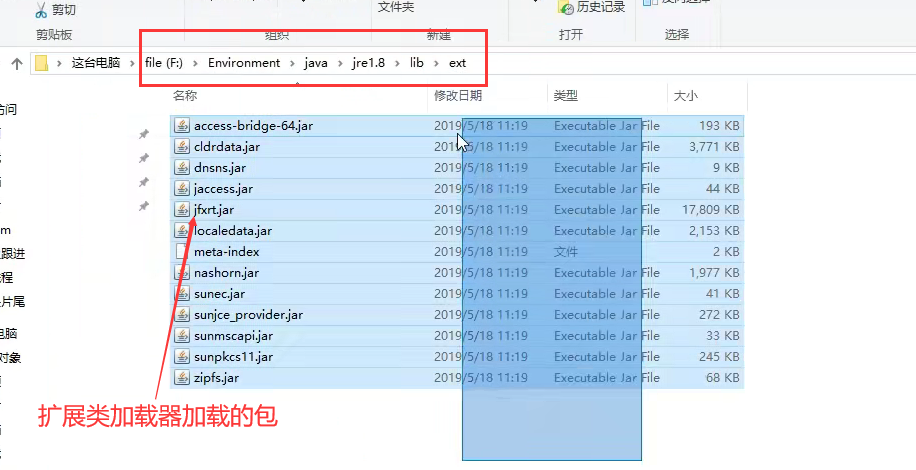 剪切
文件夹
历史记录
剪贴板
组织
新建
打开
选择
这台电脑 file (F:) Environment java jre1.8 lib ext
名称 修改日期 类型 大小
access-bridge-64.jar 2019/5/18 11:19 Executable Jar File 193 KB
cldrdata.jar 2019/5/18 11:19 Executable Jar File 3,771 KB
dnsns.jar 2019/5/18 11:19 Executable Jar File 9 KB
jaccess.jar 2019/5/18 11:19 Executable Jar File 44 KB
jfxrt.jar 2019/5/18 11:19 Executable Jar File 17,809 KB
localedata.jar 2019/5/18 11:19 Executable Jar File 2,153 KB
meta-index 2019/5/18 11:19 文件 2 KB
nashorn.jar 2019/5/18 11:19 Executable Jar File 1,977 KB
sunec.jar 2019/5/18 11:19 Executable Jar File 41 KB
sunjce_provider.jar 2019/5/18 11:19 Executable Jar File 272 KB
sunmscapi.jar 2019/5/18 11:19 Executable Jar File 33 KB
sunpkcs11.jar 2019/5/18 11:19 Executable Jar File 245 KB
zipfs.jar 2019/5/18 11:19 Executable Jar File 68 KB
访问
m
跟进
程
片尾
电脑
对象
扩展类加载器加载的包